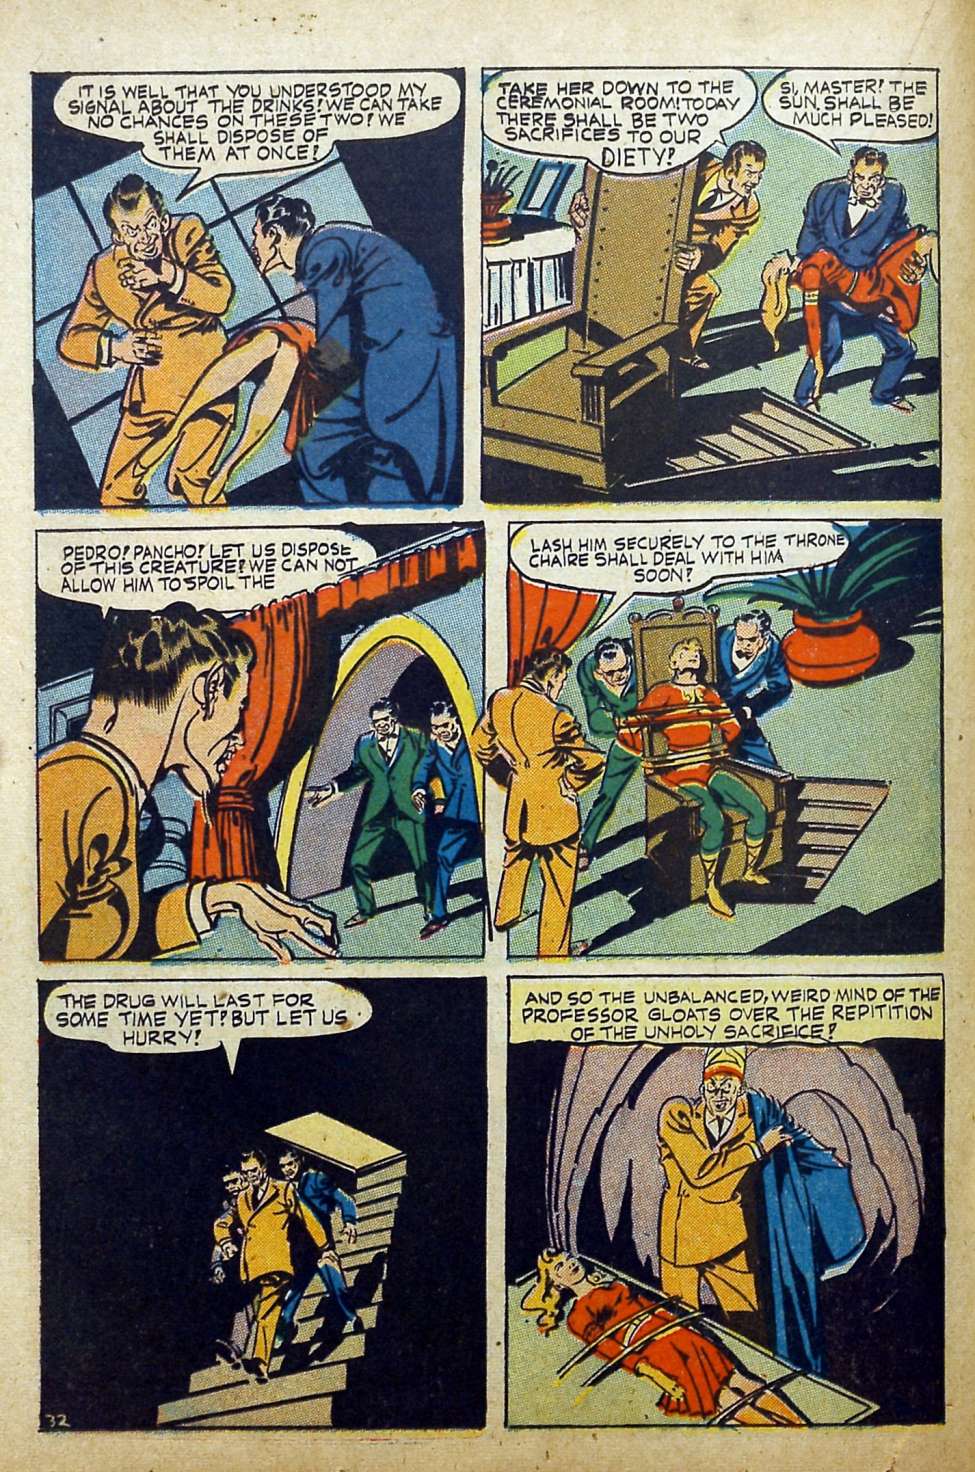 IT IS WELL THAT YOU UNDERSTOOD MY
SIGNAL ABOUT THE DRINKS! WE CAN TAKE
NO CHANCES ON THESE TWO! WE
SHALL DISPOSE OF
THEM AT ONCE!
TAKE HER DOWN TO THE
CEREMONIAL ROOM! TODAY
THERE SHALL BE TWO
SACRIFICES TO OUR
DIETY!
SI, MASTER! THE
SUN SHALL BE
MUCH PLEASED!
PEDRO! PANCHO! LET US DISPOSE
OF THIS CREATURE! WE CAN NOT
ALLOW HIM TO SPOIL THE
LASH HIM SECURELY TO THE THRONE
CHAIRE SHALL DEAL WITH HIM
SOON!
THE DRUG WILL LAST FOR
SOME TIME YET! BUT LET US
HURRY!
AND SO THE UNBALANCED, WEIRD MIND OF THE
PROFESSOR GLOATS OVER THE REPITITION
OF THE UNHOLY SACRIFICE!
32